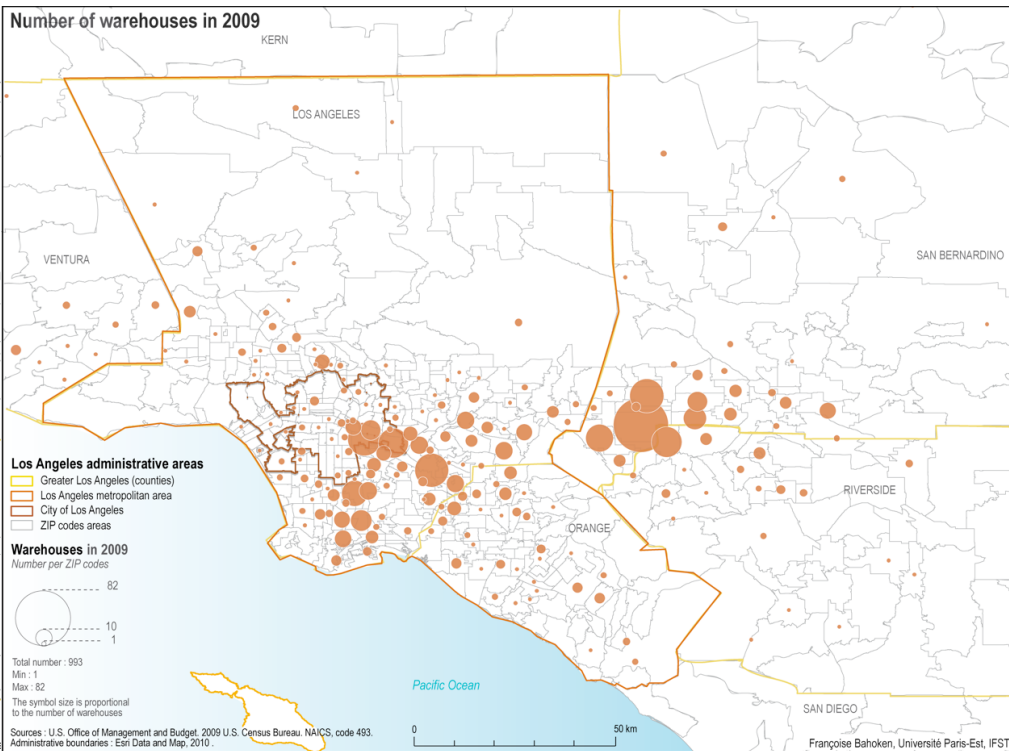 Number of warehouses in 2009
KERN
LOS ANGELES
VENTURA
SAN BERNARDINO
RIVERSIDE
ORANGE
SAN DIEGO
Pacific Ocean
Los Angeles administrative areas
Greater Los Angeles (counties)
Los Angeles metropolitan area
City of Los Angeles
ZIP codes areas
Warehouses in 2009
Number per ZIP codes
82
10
1
Total number : 993
Min : 1
Max : 82
The symbol size is proportional
to the number of warehouses
Sources : U.S. Office of Management and Budget. 2009 U.S. Census Bureau. NAICS, code 493.
Administrative boundaries : Esri Data and Map, 2010 .
0
50 km
Françoise Bahoken, Université Paris-Est, IFST